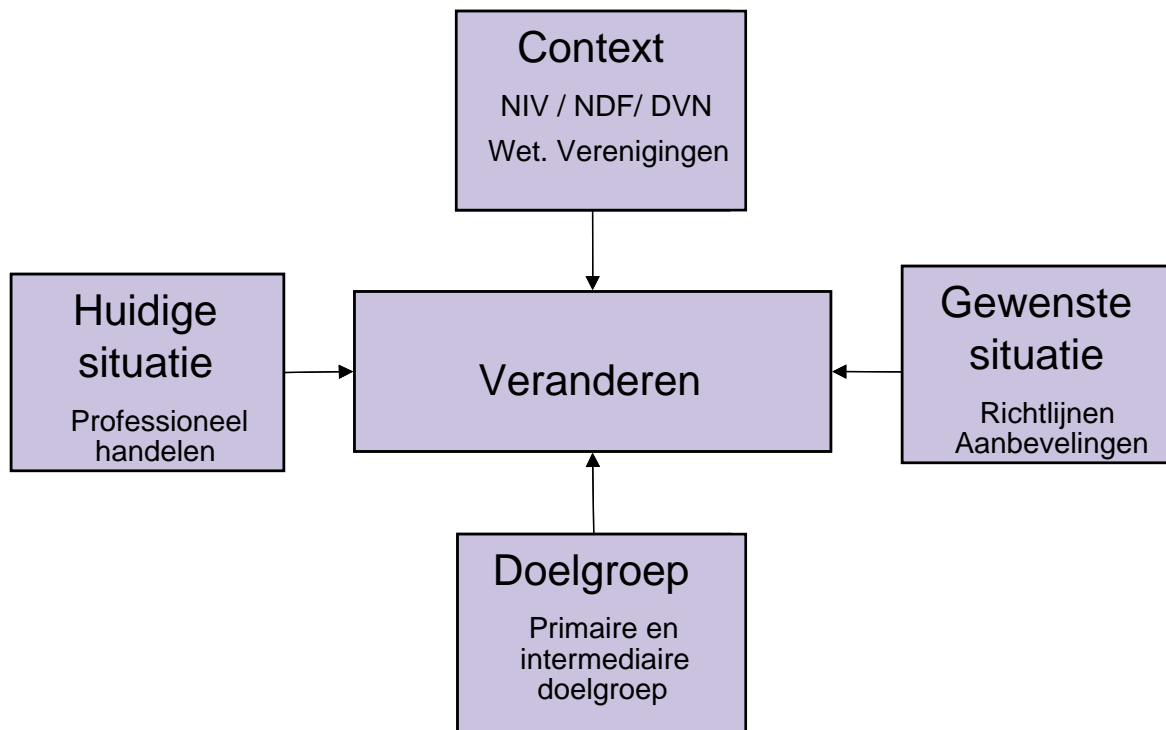 Context
NIV / NDF/ DVN
Wet. Verenigingen
Huidige
situatie
Professioneel
handelen
Veranderen
Gewenste
situatie
Richtlijnen
Aanbevelingen
Doelgroep
Primaire en
intermediaire
doelgroep